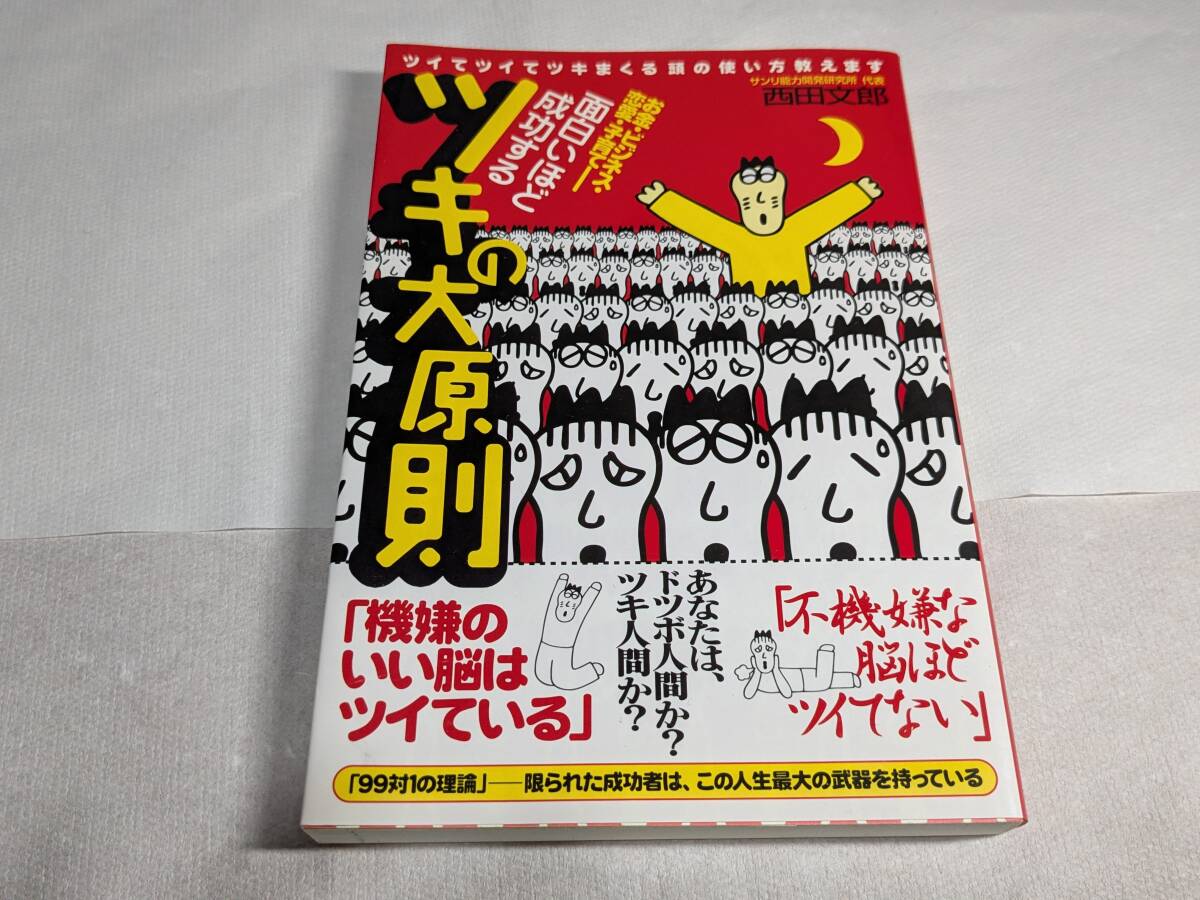 ツイてツイてツキまくる頭の使い方教えます
サンリ能力開発研究所 代表
西田文郎
お金・ビジネス・
恋愛・子育て―
面白いほど
成功する
ツキの大原則
「不機嫌な
脳ほど
ツイてない」
あなたは、
ドツボ人間か?
ツキ人間か?
「機嫌の
いい脳は
ツイている」
「99対1の理論」――限られた成功者は、この人生最大の武器を持っている